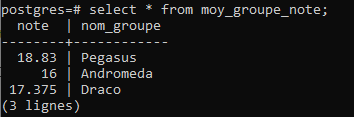 postgres=# select * from moy_groupe_note;
  note  | nom_groupe
--------+------------
  18.83 | Pegasus
     16 | Andromeda
 17.375 | Draco
(3 lignes)